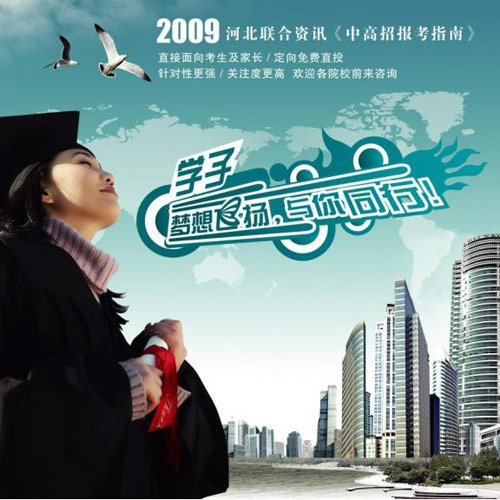 2009 河北联合资讯《中高招报考指南》
直接面向考生及家长 / 定向免费直投
针对性更强 / 关注度更高 欢迎各院校前来咨询
学子
梦想飞扬,与你同行!